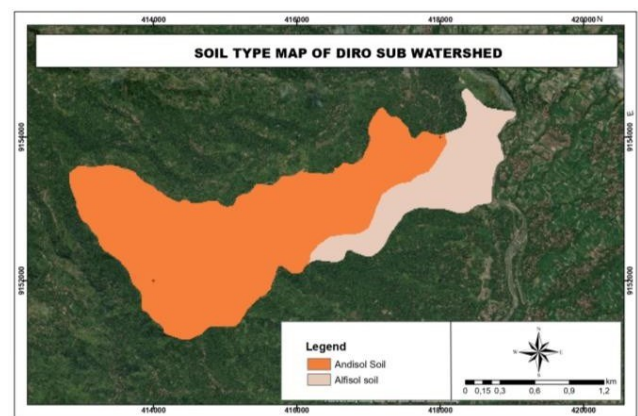 414000 416000 418000 420000 N
SOIL TYPE MAP OF DIRO SUB WATERSHED
9154000 9154000 E
9152000 9152000
Legend
Andisol Soil
Alfisol soil
N
W E
S
km
0 0,15 0,3 0,6 0,9 1,2
414000 416000 418000 420000